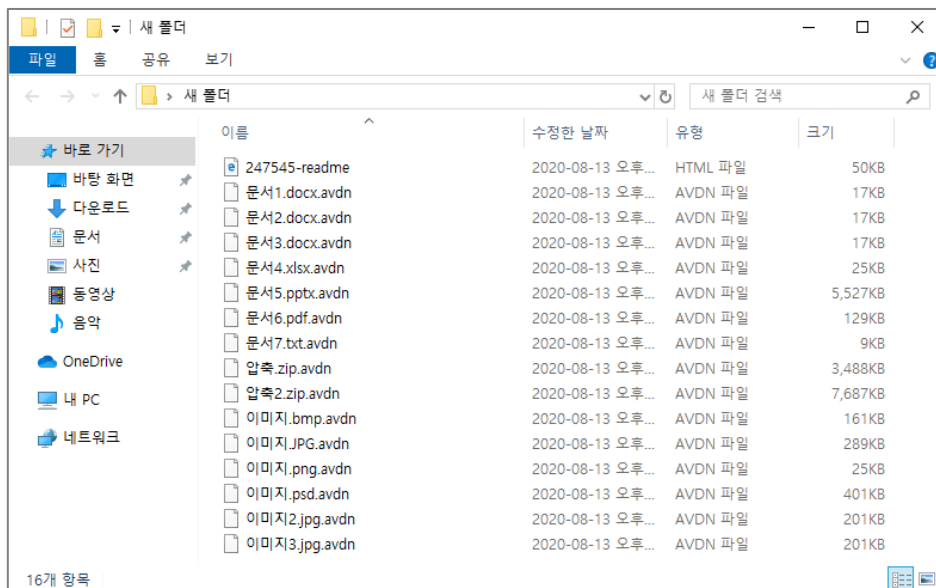 새 폴더
파일 홈 공유 보기
새 폴더 새 폴더 검색
이름 수정한 날짜 유형 크기
바로 가기
바탕 화면
다운로드
문서
사진
동영상
음악
OneDrive
내 PC
네트워크
247545-readme 2020-08-13 오후... HTML 파일 50KB
문서1.docx.avdn 2020-08-13 오후... AVDN 파일 17KB
문서2.docx.avdn 2020-08-13 오후... AVDN 파일 17KB
문서3.docx.avdn 2020-08-13 오후... AVDN 파일 17KB
문서4.xlsx.avdn 2020-08-13 오후... AVDN 파일 25KB
문서5.pptx.avdn 2020-08-13 오후... AVDN 파일 5,527KB
문서6.pdf.avdn 2020-08-13 오후... AVDN 파일 129KB
문서7.txt.avdn 2020-08-13 오후... AVDN 파일 9KB
압축.zip.avdn 2020-08-13 오후... AVDN 파일 3,488KB
압축2.zip.avdn 2020-08-13 오후... AVDN 파일 7,687KB
이미지.bmp.avdn 2020-08-13 오후... AVDN 파일 161KB
이미지.JPG.avdn 2020-08-13 오후... AVDN 파일 289KB
이미지.png.avdn 2020-08-13 오후... AVDN 파일 25KB
이미지.psd.avdn 2020-08-13 오후... AVDN 파일 401KB
이미지2.jpg.avdn 2020-08-13 오후... AVDN 파일 201KB
이미지3.jpg.avdn 2020-08-13 오후... AVDN 파일 201KB
16개 항목